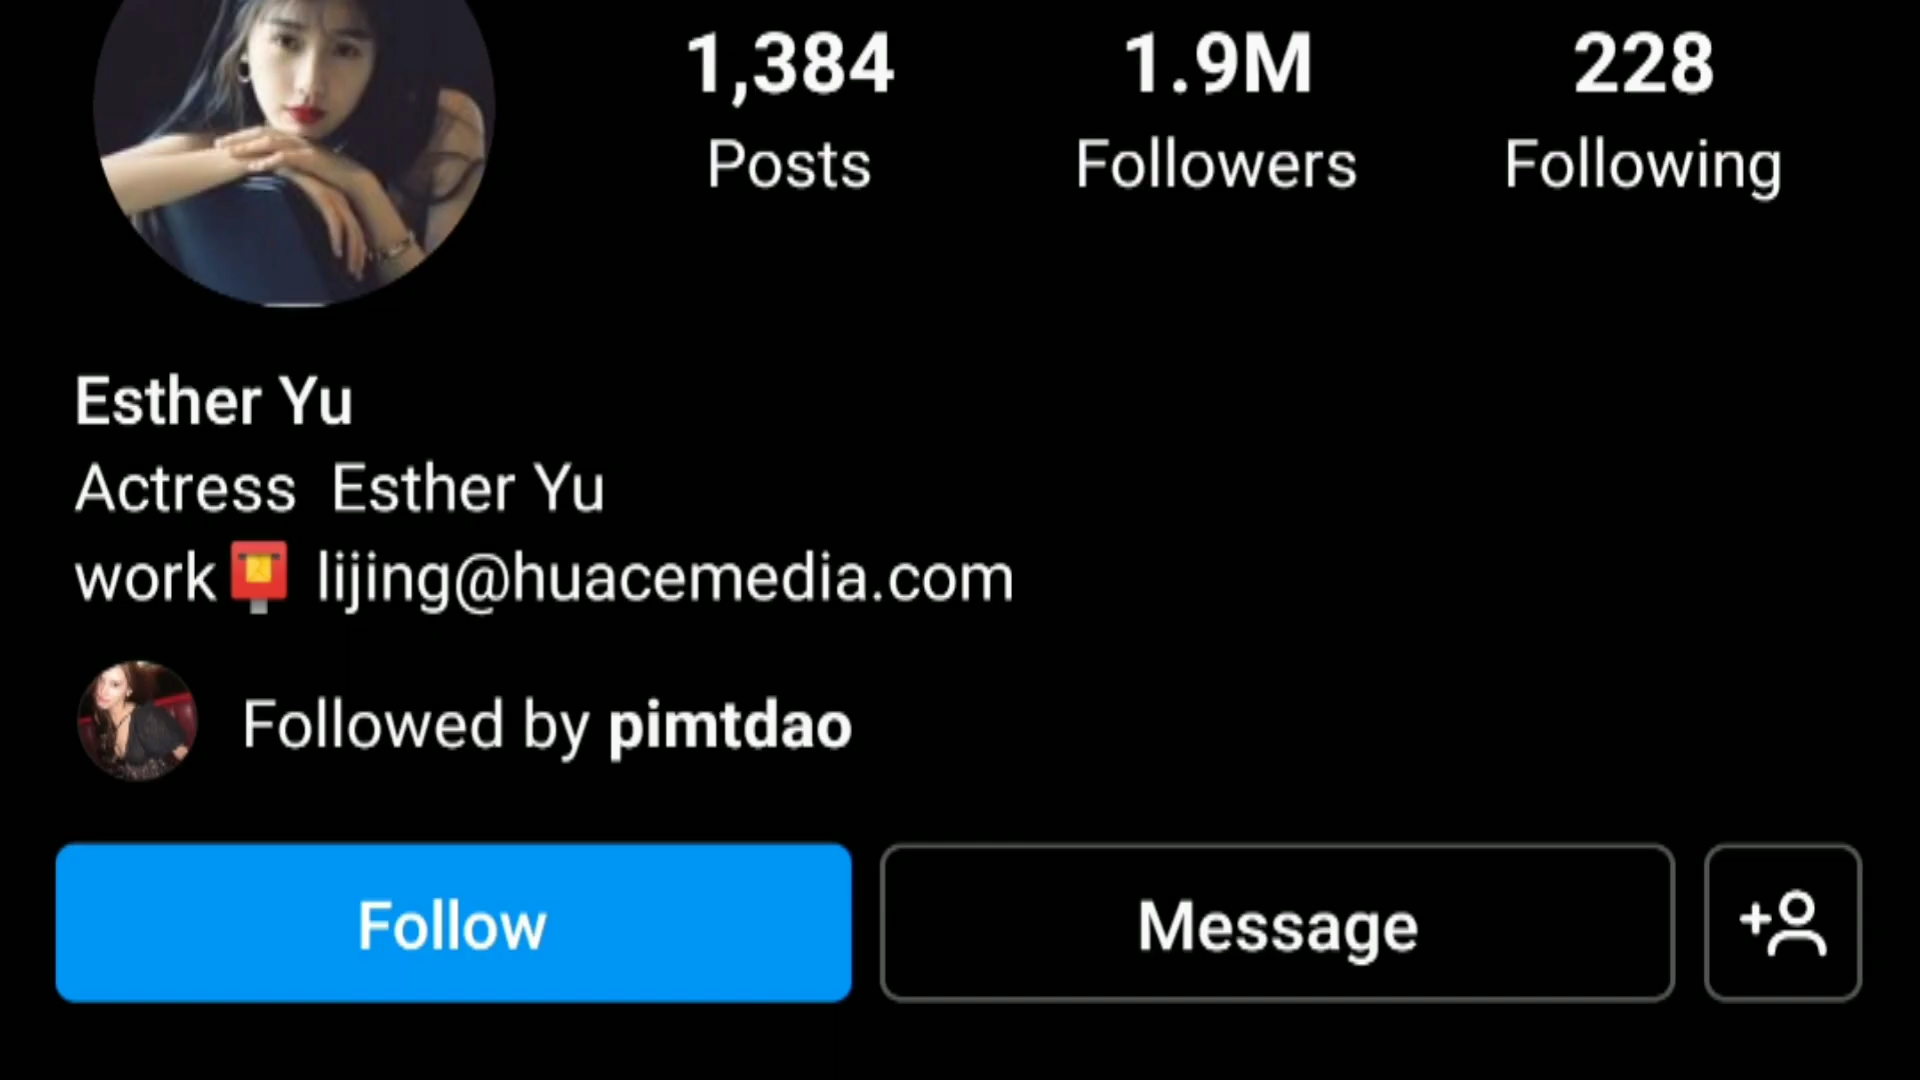 1,384 1.9M 228
Posts Followers Following
Esther Yu
Actress Esther Yu
work📮 lijing@huacemedia.com
Followed by pimtdao
Follow Message